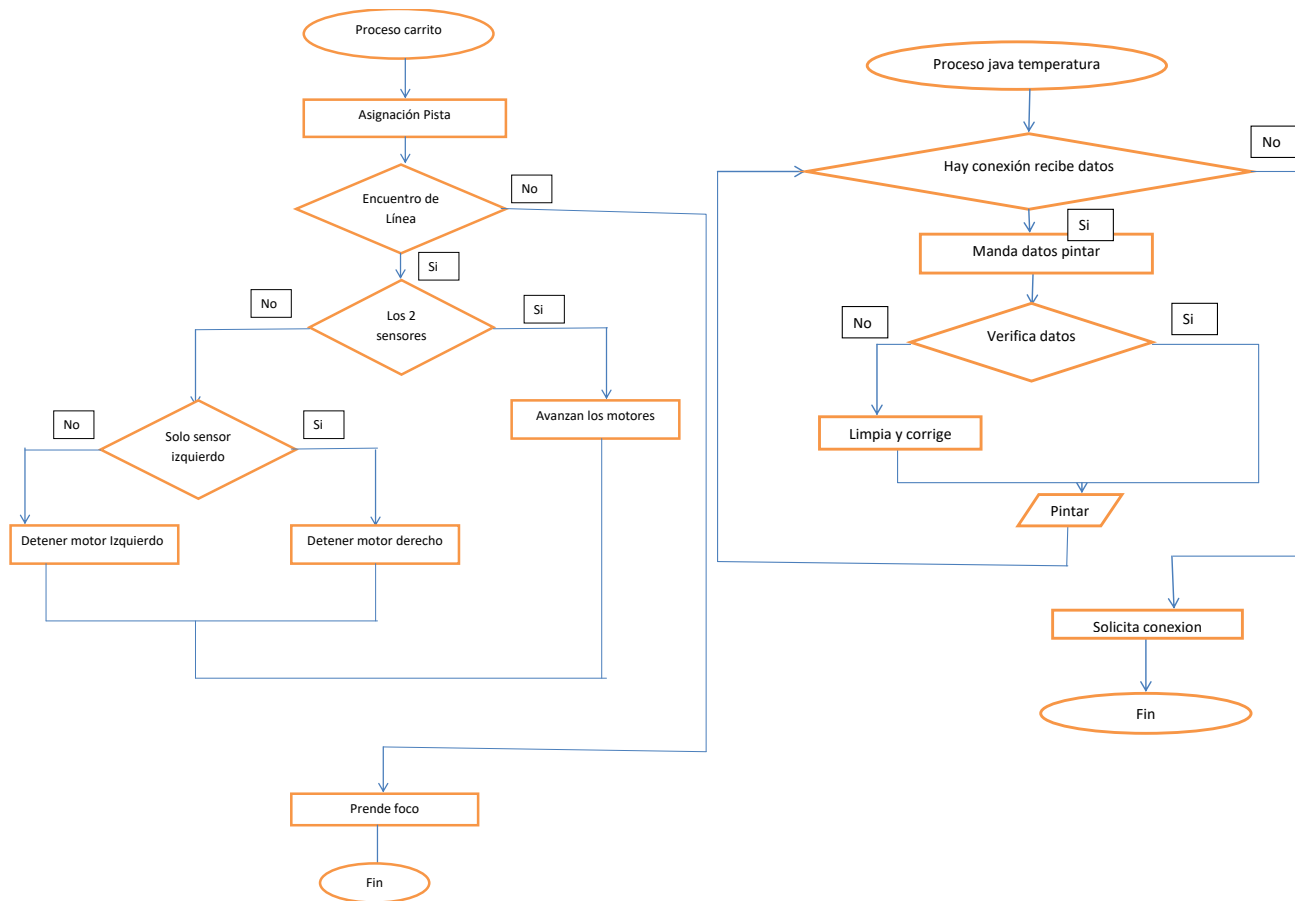 Proceso carrito
Asignación Pista
Encuentro de
Línea
No
Si
Los 2
sensores
No
Si
Solo sensor
izquierdo
No
Si
Avanzan los motores
Detener motor Izquierdo
Detener motor derecho
Prende foco
Fin
Proceso java temperatura
Hay conexión recibe datos
No
Si
Manda datos pintar
Verifica datos
No
Si
Limpia y corrige
Pintar
Solicita conexion
Fin